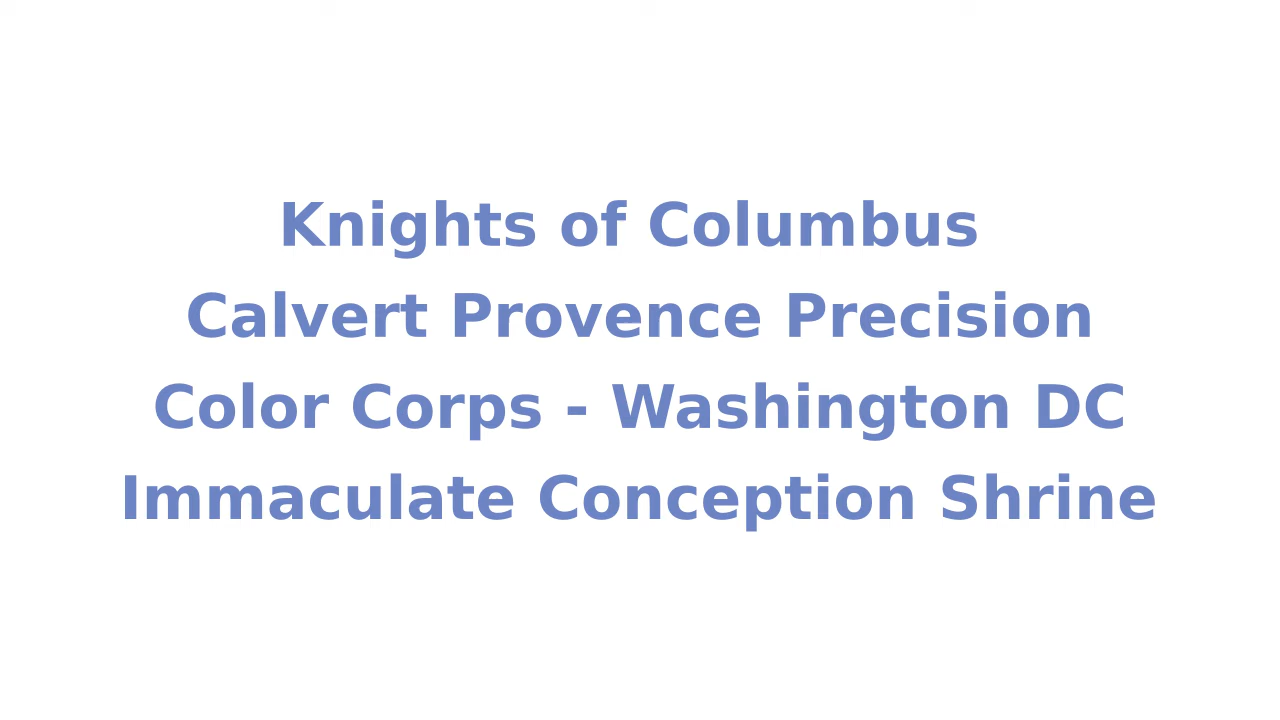 Knights of Columbus
Calvert Provence Precision
Color Corps - Washington DC
Immaculate Conception Shrine